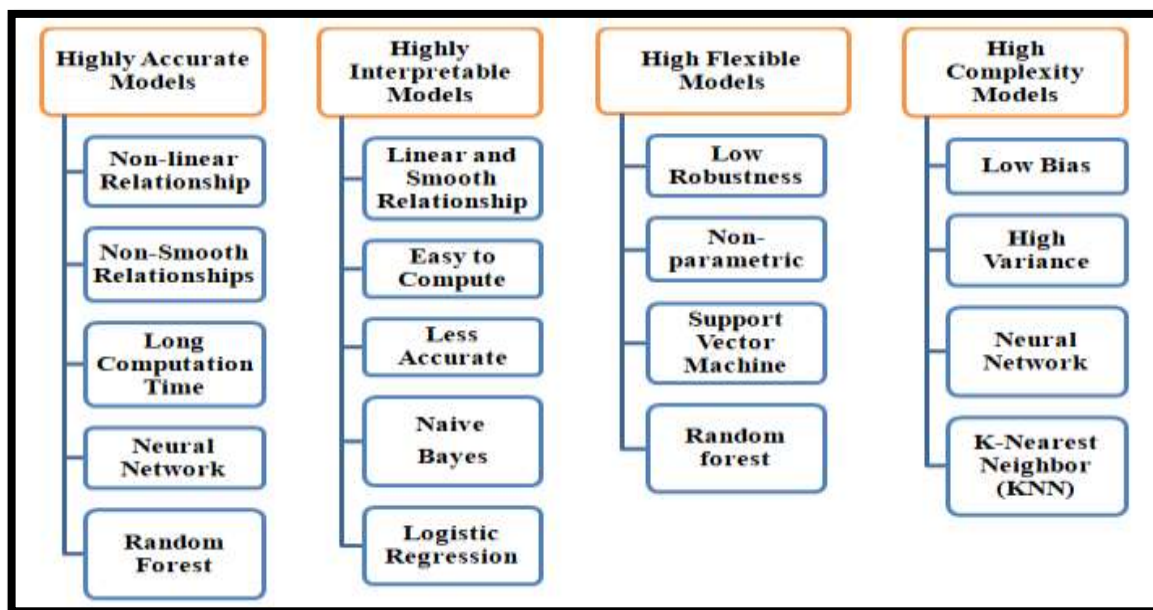 Highly Accurate
Models
Non-linear
Relationship
Non-Smooth
Relationships
Long
Computation
Time
Neural
Network
Random
Forest
Highly
Interpretable
Models
Linear and
Smooth
Relationship
Easy to
Compute
Less
Accurate
Naive
Bayes
Logistic
Regression
High Flexible
Models
Low
Robustness
Non-
parametric
Support
Vector
Machine
Random
forest
High
Complexity
Models
Low Bias
High
Variance
Neural
Network
K-Nearest
Neighbor
(KNN)